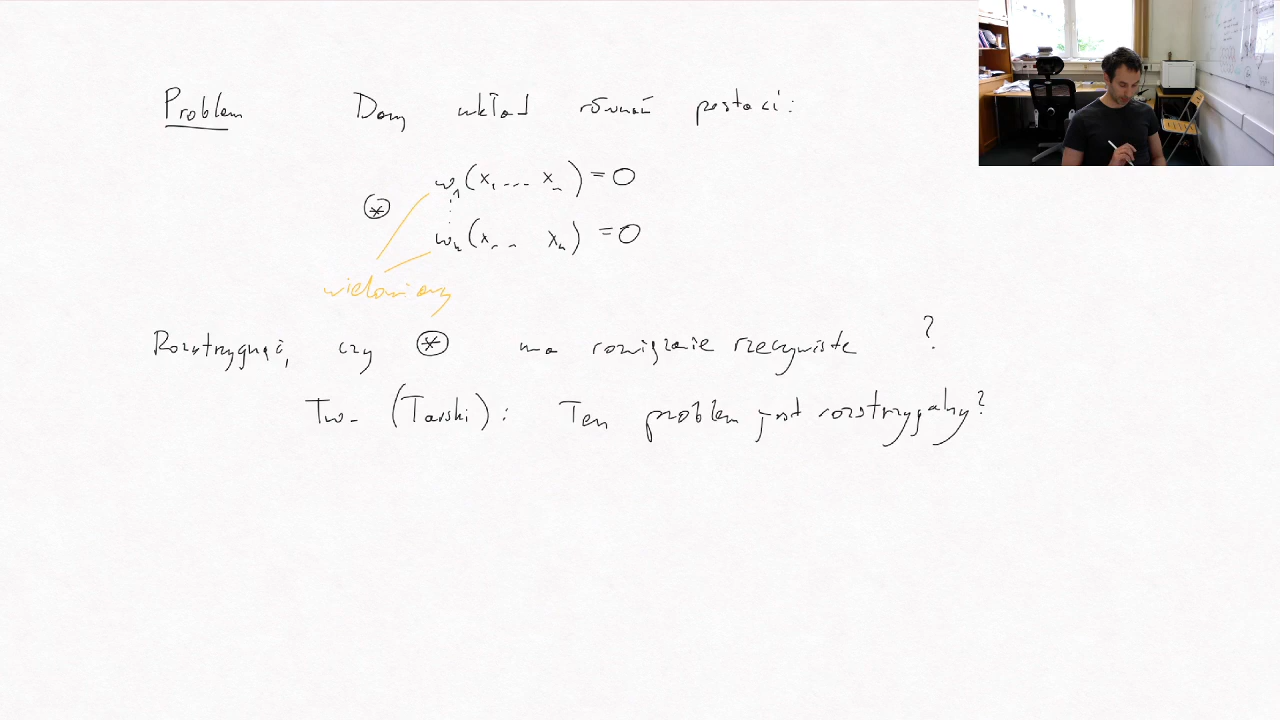 Problem Dany układ równań postaci:
w₁(x₁ ... xₙ) = 0
⊛
wₖ(x₁ ... xₙ) = 0
wielomiany
Rozstrzygnąć, czy ⊛ ma rozwiązanie rzeczywiste ?
Tw. (Tarski): Ten problem jest rozstrzygalny?